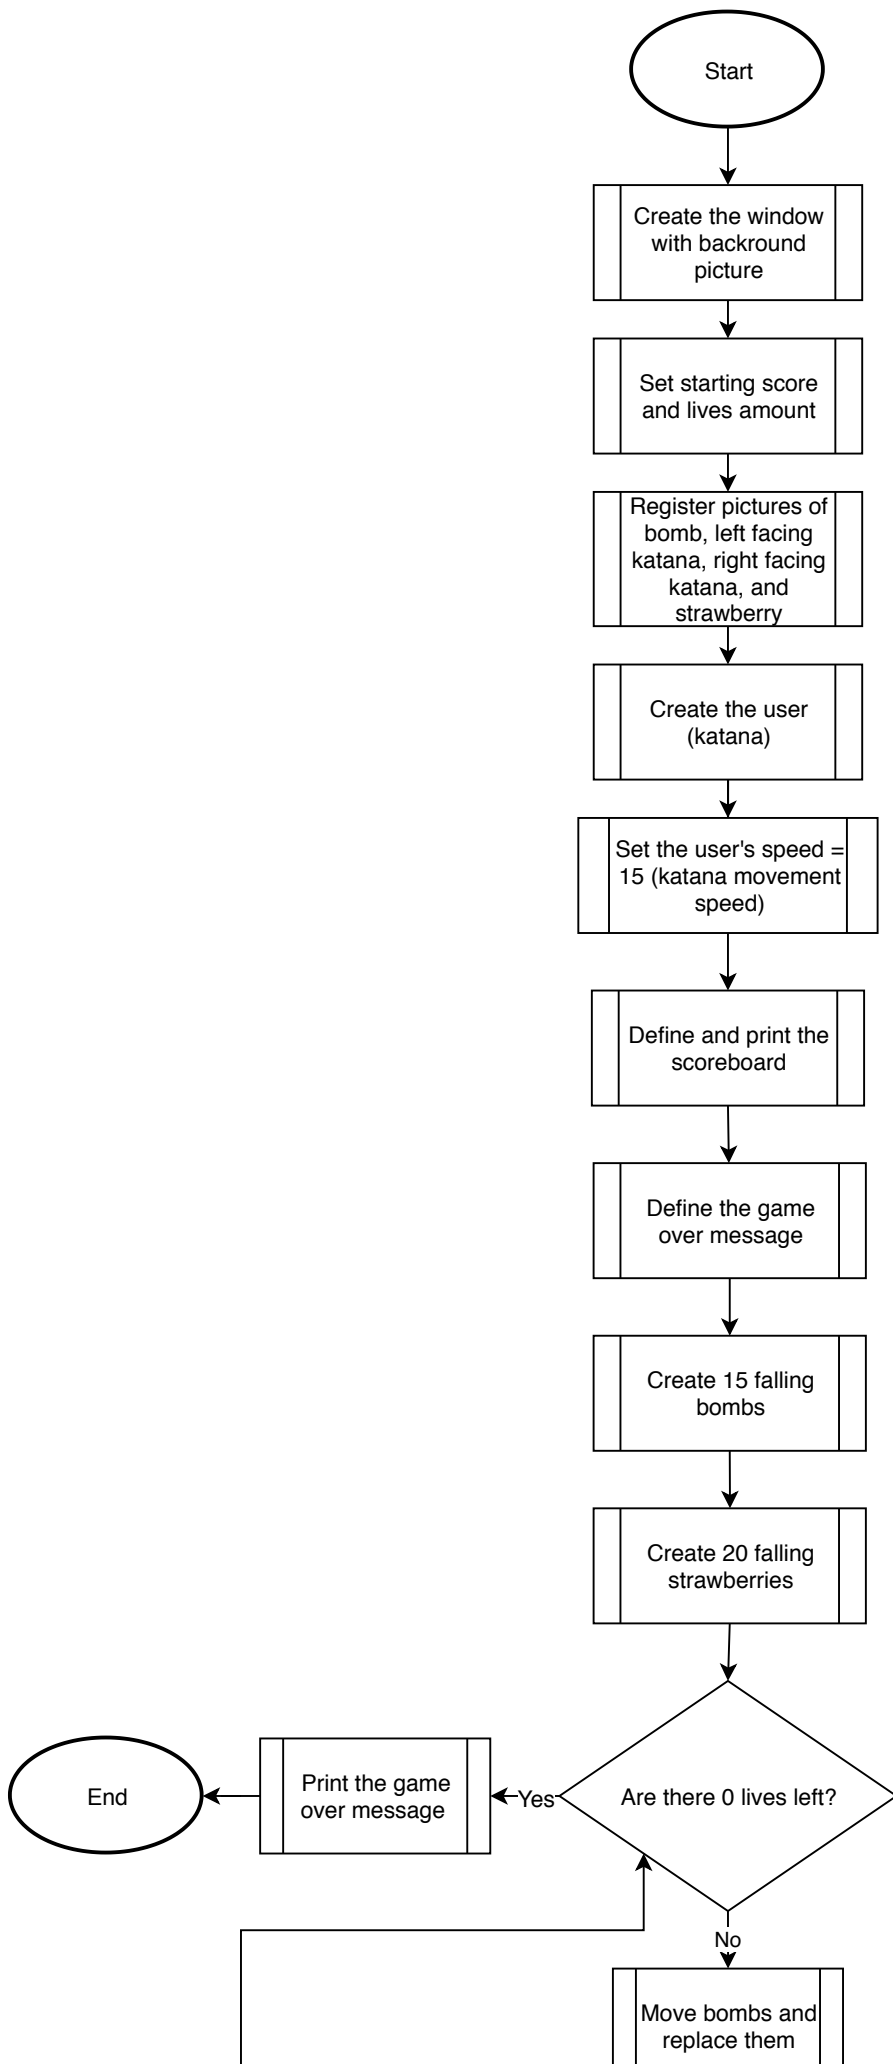 Start
Create the window
with backround
picture
Set starting score
and lives amount
Register pictures of
bomb, left facing
katana, right facing
katana, and
strawberry
Create the user
(katana)
Set the user's speed =
15 (katana movement
speed)
Define and print the
scoreboard
Define the game
over message
Create 15 falling
bombs
Create 20 falling
strawberries
Are there 0 lives left?
Yes
Print the game
over message
End
No
Move bombs and
replace them